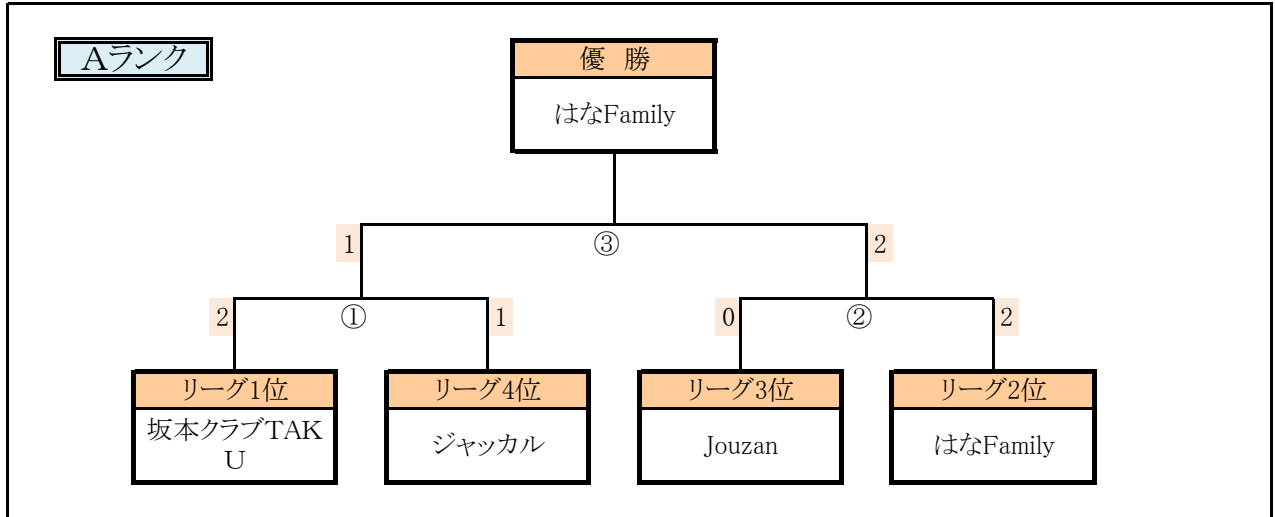 Aランク
優 勝
はなFamily
1
③
2
2
①
1
0
②
2
リーグ1位
リーグ4位
リーグ3位
リーグ2位
坂本クラブTAK
U
ジャッカル
Jouzan
はなFamily